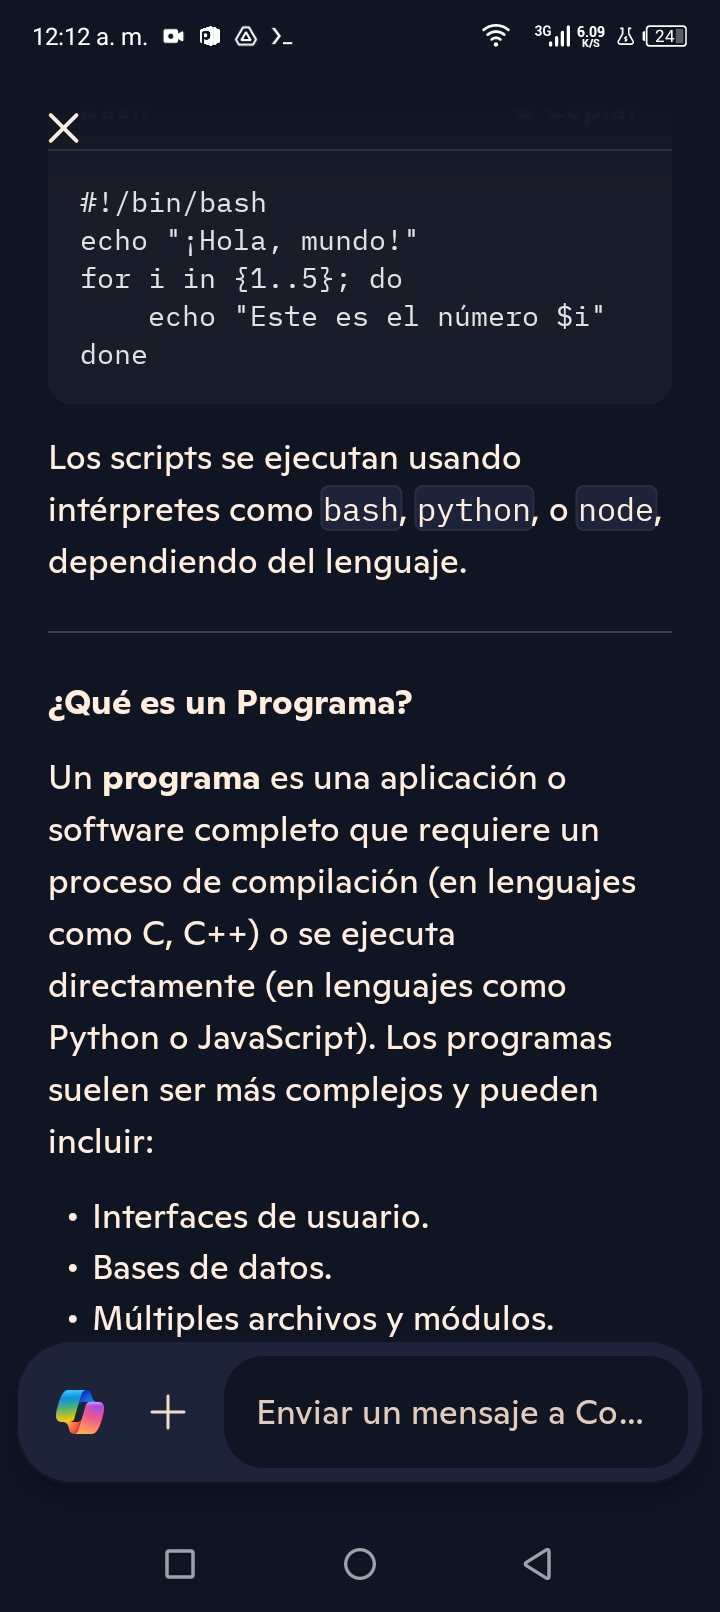 12:12 a. m.
3G 6.09 K/S 24
#!/bin/bash
echo "¡Hola, mundo!"
for i in {1..5}; do
    echo "Este es el número $i"
done
Los scripts se ejecutan usando
intérpretes como bash, python, o node,
dependiendo del lenguaje.
¿Qué es un Programa?
Un programa es una aplicación o
software completo que requiere un
proceso de compilación (en lenguajes
como C, C++) o se ejecuta
directamente (en lenguajes como
Python o JavaScript). Los programas
suelen ser más complejos y pueden
incluir:
• Interfaces de usuario.
• Bases de datos.
• Múltiples archivos y módulos.
Enviar un mensaje a Co...